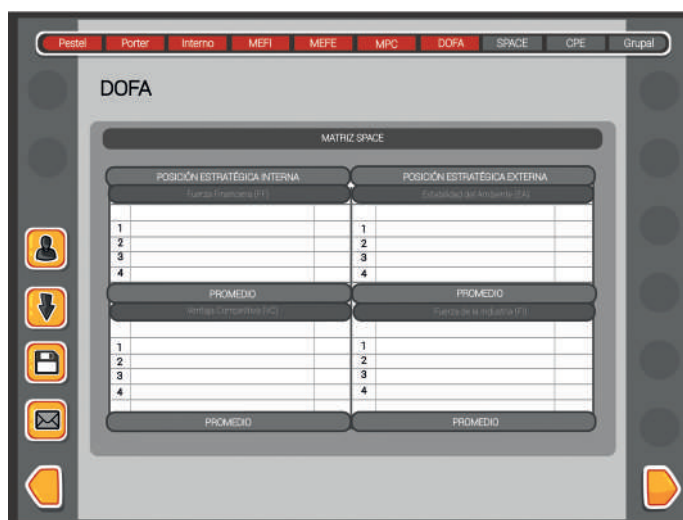 Pestel Porter Interno MEFI MEFE MPC DOFA SPACE CPE Grupal
DOFA
MATRIZ SPACE
POSICIÓN ESTRATÉGICA INTERNA POSICIÓN ESTRATÉGICA EXTERNA
Fuerza Financiera (FF) Estabilidad del Ambiente (EA)
1 1
2 2
3 3
4 4
PROMEDIO PROMEDIO
Ventaja Competitiva (VC) Fuerza de la Industria (FI)
1 1
2 2
3 3
4 4
PROMEDIO PROMEDIO